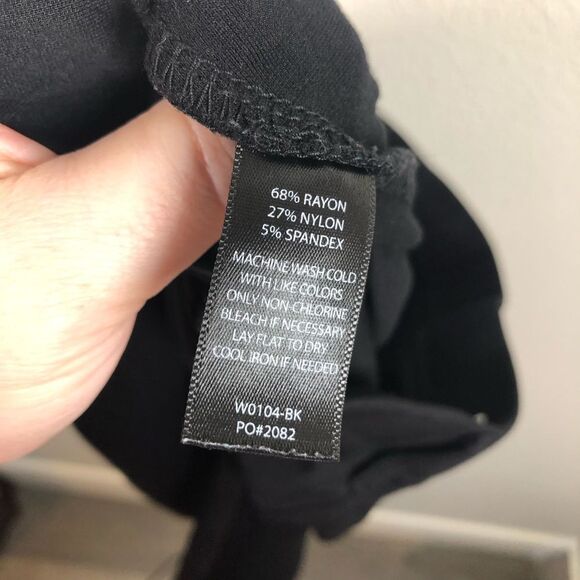 68% RAYON
27% NYLON
5% SPANDEX
MACHINE WASH COLD
WITH LIKE COLORS
ONLY NON-CHLORINE
BLEACH IF NECESSARY
LAY FLAT TO DRY
COOL IRON IF NEEDED
W0104-BK
PO#2082